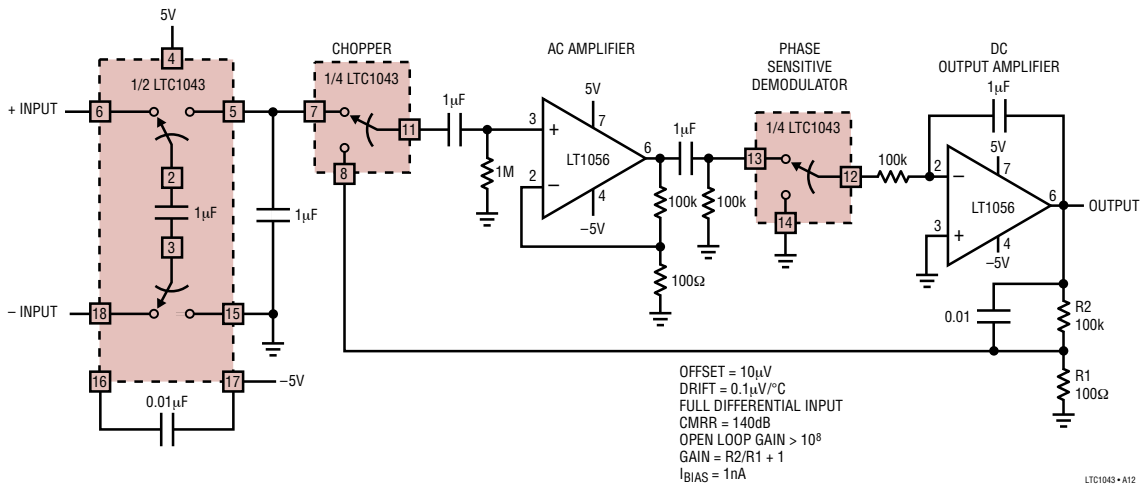 5V
4
1/2 LTC1043
+ INPUT
6
5
2
1µF
3
1µF
– INPUT
18
15
16
17
–5V
0.01µF
CHOPPER
1/4 LTC1043
7
11
8
1µF
1M
AC AMPLIFIER
5V
3
+
7
LT1056
6
2
–
4
–5V
100k
100Ω
1µF
100k
PHASE
SENSITIVE
DEMODULATOR
1/4 LTC1043
13
12
14
100k
DC
OUTPUT AMPLIFIER
1µF
5V
2
–
7
LT1056
6
OUTPUT
3
+
4
–5V
0.01
R2
100k
R1
100Ω
OFFSET = 10µV
DRIFT = 0.1µV/°C
FULL DIFFERENTIAL INPUT
CMRR = 140dB
OPEN LOOP GAIN > 10⁸
GAIN = R2/R1 + 1
IBIAS = 1nA
LTC1043 • A12